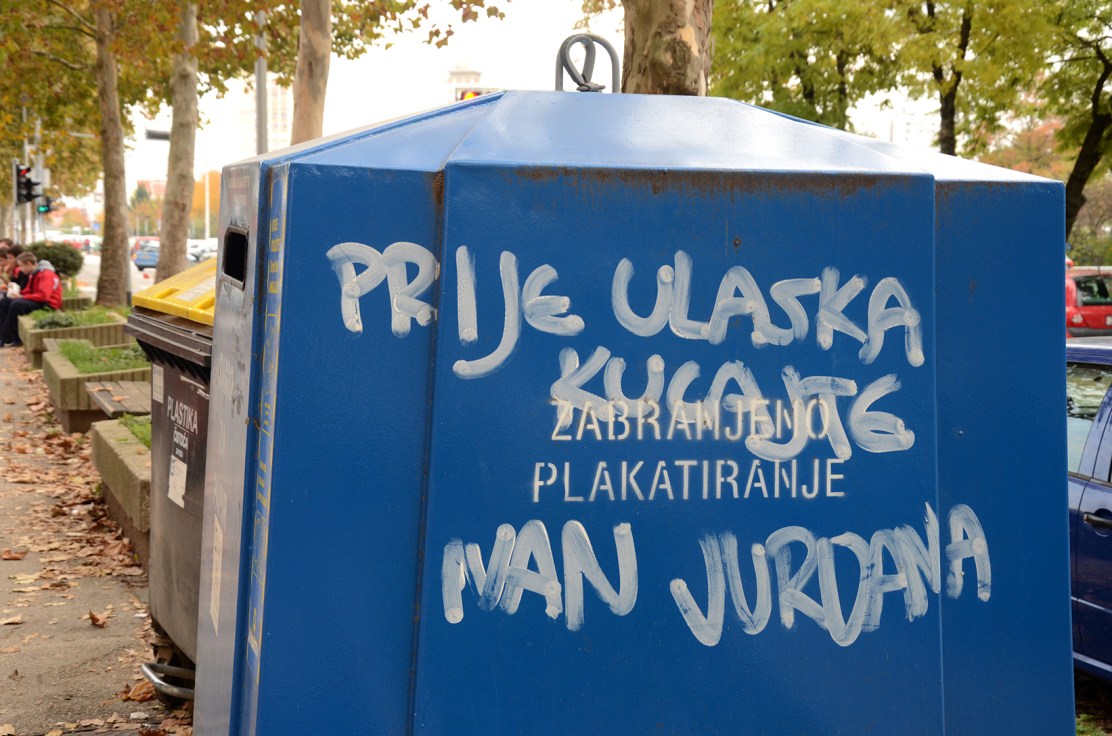 PRIJE ULASKA
KUCAJTE
ZABRANJENO
PLAKATIRANJE
IVAN JURDANA
PLASTIKA